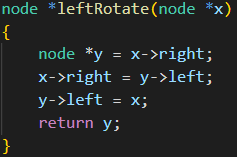 node *leftRotate(node *x)
{
    node *y = x->right;
    x->right = y->left;
    y->left = x;
    return y;
}